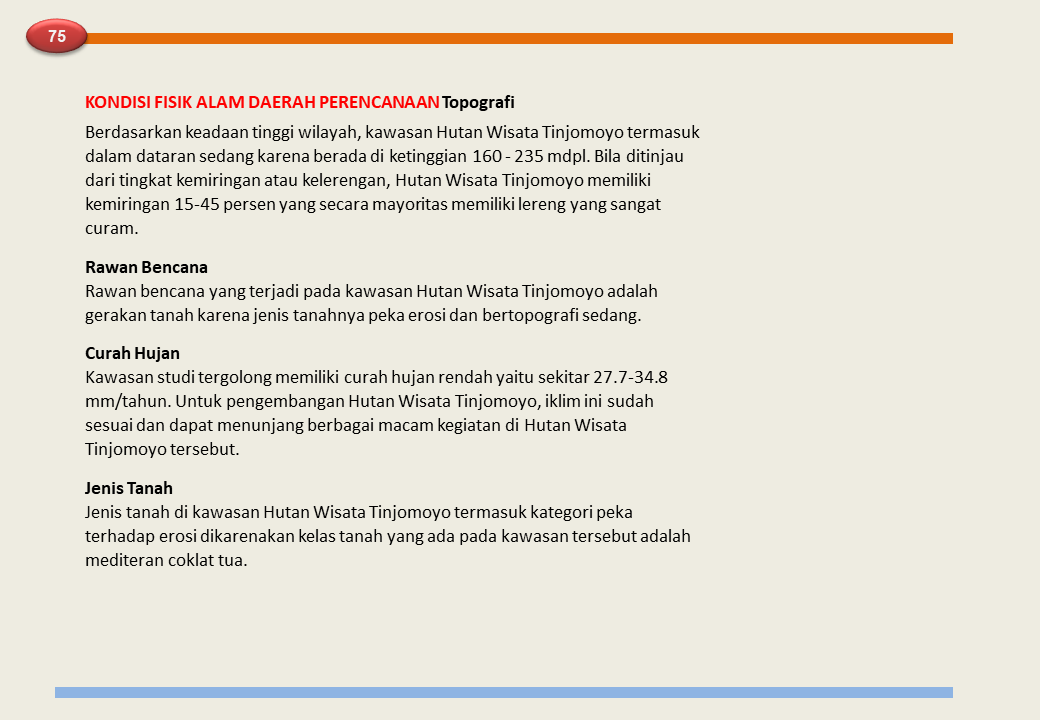 75
KONDISI FISIK ALAM DAERAH PERENCANAAN Topografi
Berdasarkan keadaan tinggi wilayah, kawasan Hutan Wisata Tinjomoyo termasuk
dalam dataran sedang karena berada di ketinggian 160 - 235 mdpl. Bila ditinjau
dari tingkat kemiringan atau kelerengan, Hutan Wisata Tinjomoyo memiliki
kemiringan 15-45 persen yang secara mayoritas memiliki lereng yang sangat
curam.
Rawan Bencana
Rawan bencana yang terjadi pada kawasan Hutan Wisata Tinjomoyo adalah
gerakan tanah karena jenis tanahnya peka erosi dan bertopografi sedang.
Curah Hujan
Kawasan studi tergolong memiliki curah hujan rendah yaitu sekitar 27.7-34.8
mm/tahun. Untuk pengembangan Hutan Wisata Tinjomoyo, iklim ini sudah
sesuai dan dapat menunjang berbagai macam kegiatan di Hutan Wisata
Tinjomoyo tersebut.
Jenis Tanah
Jenis tanah di kawasan Hutan Wisata Tinjomoyo termasuk kategori peka
terhadap erosi dikarenakan kelas tanah yang ada pada kawasan tersebut adalah
mediteran coklat tua.